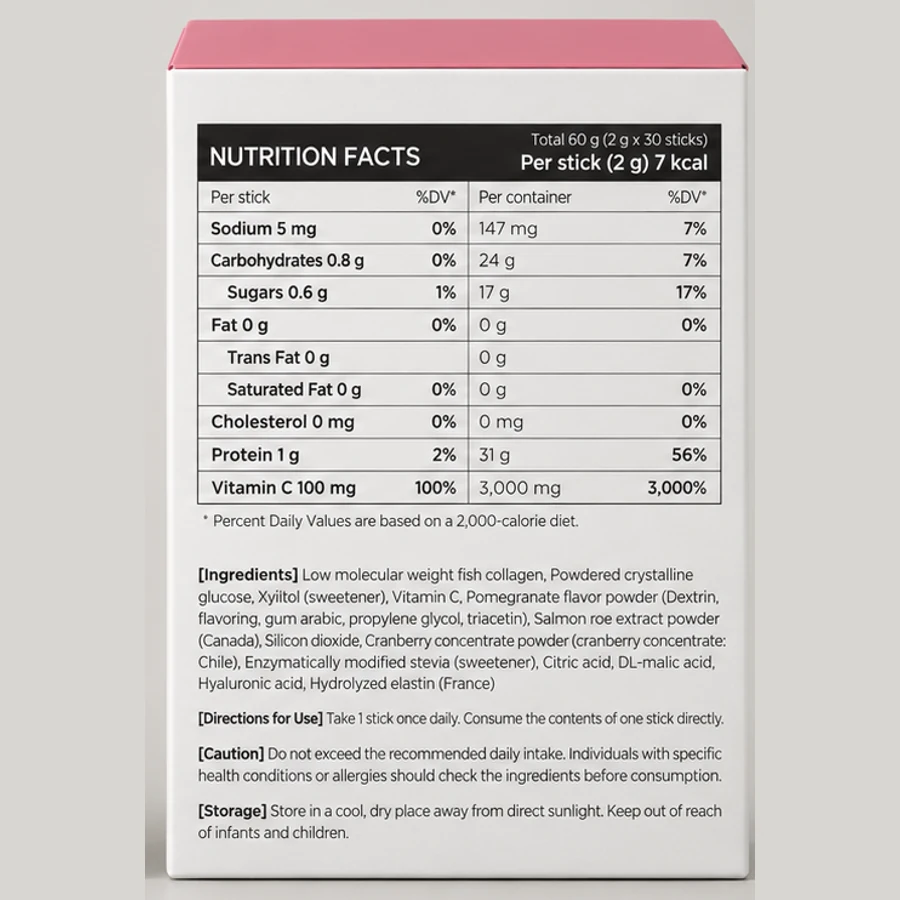 NUTRITION FACTS
Total 60 g (2 g x 30 sticks)
Per stick (2 g) 7 kcal
Per stick %DV* Per container %DV*
Sodium 5 mg 0% 147 mg 7%
Carbohydrates 0.8 g 0% 24 g 7%
Sugars 0.6 g 1% 17 g 17%
Fat 0 g 0% 0 g 0%
Trans Fat 0 g 0 g
Saturated Fat 0 g 0% 0 g 0%
Cholesterol 0 mg 0% 0 mg 0%
Protein 1 g 2% 31 g 56%
Vitamin C 100 mg 100% 3,000 mg 3,000%
* Percent Daily Values are based on a 2,000-calorie diet.
[Ingredients] Low molecular weight fish collagen, Powdered crystalline
glucose, Xyiltol (sweetener), Vitamin C, Pomegranate flavor powder (Dextrin,
flavoring, gum arabic, propylene glycol, triacetin), Salmon roe extract powder
(Canada), Silicon dioxide, Cranberry concentrate powder (cranberry concentrate:
Chile), Enzymatically modified stevia (sweetener), Citric acid, DL-malic acid,
Hyaluronic acid, Hydrolyzed elastin (France)
[Directions for Use] Take 1 stick once daily. Consume the contents of one stick directly.
[Caution] Do not exceed the recommended daily intake. Individuals with specific
health conditions or allergies should check the ingredients before consumption.
[Storage] Store in a cool, dry place away from direct sunlight. Keep out of reach
of infants and children.